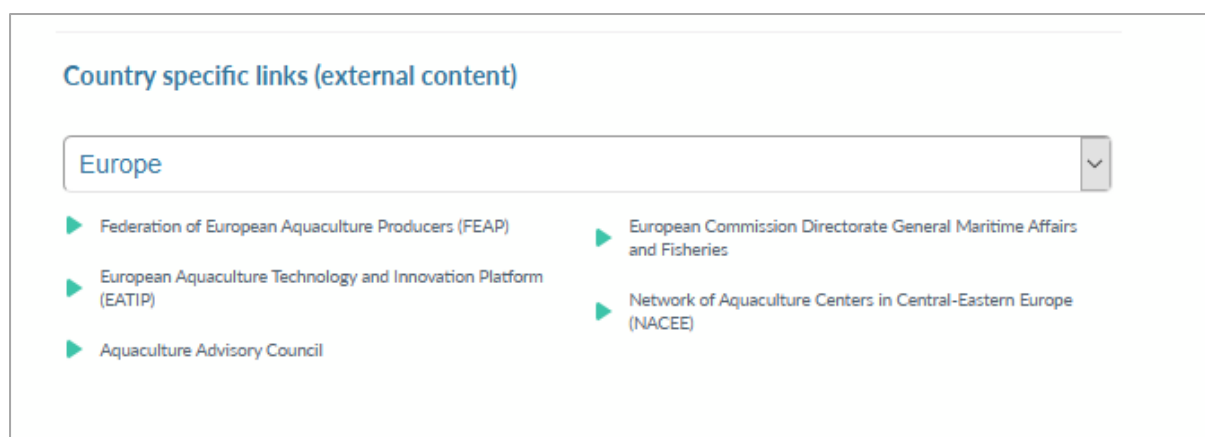 Country specific links (external content)
Europe
Federation of European Aquaculture Producers (FEAP)
European Aquaculture Technology and Innovation Platform
(EATIP)
Aquaculture Advisory Council
European Commission Directorate General Maritime Affairs
and Fisheries
Network of Aquaculture Centers in Central-Eastern Europe
(NACEE)